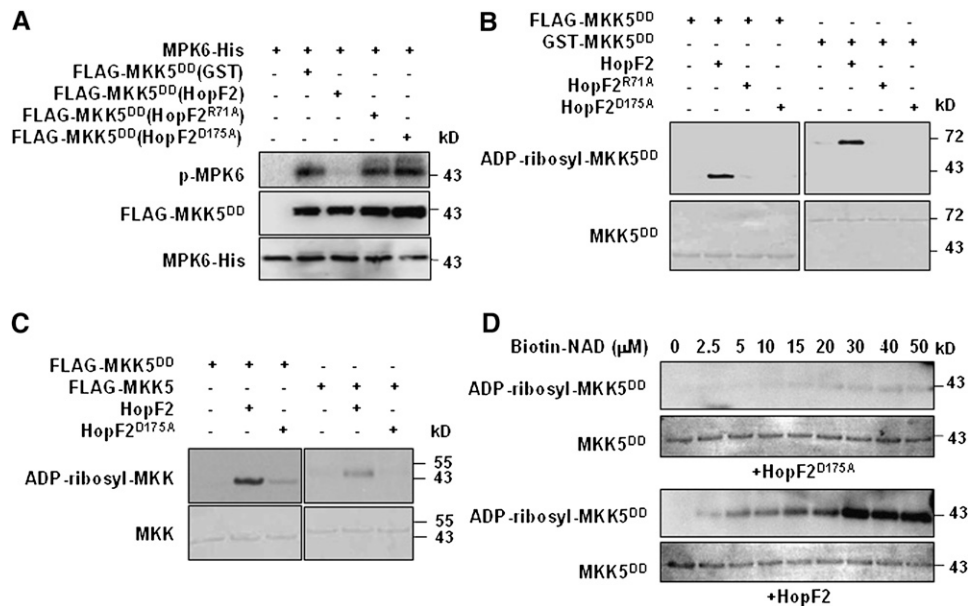 A
MPK6-His + + + + +
FLAG-MKK5DD(GST) - + - - -
FLAG-MKK5DD(HopF2) - - + - -
FLAG-MKK5DD(HopF2R71A) - - - + -
FLAG-MKK5DD(HopF2D175A) - - - - + kD
p-MPK6 43
FLAG-MKK5DD 43
MPK6-His 43
B
FLAG-MKK5DD + + + + - - - -
GST-MKK5DD - - - - + + + +
HopF2 - + - - - + - -
HopF2R71A - - + - - - + -
HopF2D175A - - - + - - - + kD
ADP-ribosyl-MKK5DD 72
43
MKK5DD 72
43
C
FLAG-MKK5DD + + + - - -
FLAG-MKK5 - - - + + +
HopF2 - + - - + -
HopF2D175A - - + - - + kD
ADP-ribosyl-MKK 55
43
MKK 55
43
D
Biotin-NAD (µM) 0 2.5 5 10 15 20 30 40 50 kD
ADP-ribosyl-MKK5DD 43
MKK5DD 43
+HopF2D175A
ADP-ribosyl-MKK5DD 43
MKK5DD 43
+HopF2